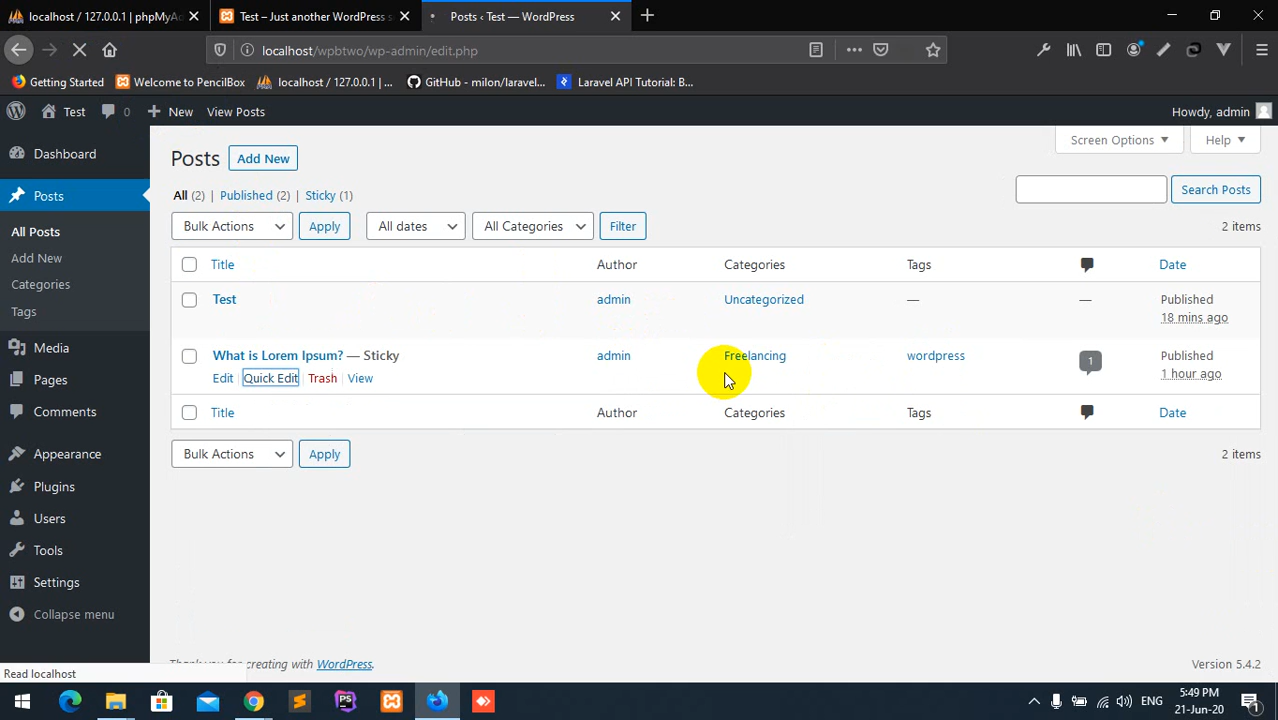 localhost / 127.0.0.1 | phpMyA
Test – Just another WordPress s
Posts ‹ Test — WordPress
localhost/wpbtwo/wp-admin/edit.php
Getting Started
Welcome to PencilBox
localhost / 127.0.0.1 | ...
GitHub - milon/laravel...
Laravel API Tutorial: B...
Test
0
New
View Posts
Howdy, admin
Dashboard
Posts
All Posts
Add New
Categories
Tags
Media
Pages
Comments
Appearance
Plugins
Users
Tools
Settings
Collapse menu
Screen Options
Help
Posts
Add New
All (2) | Published (2) | Sticky (1)
Search Posts
Bulk Actions
Apply
All dates
All Categories
Filter
2 items
Title
Author
Categories
Tags
Date
Test
admin
Uncategorized
—
—
Published
18 mins ago
What is Lorem Ipsum? — Sticky
admin
Freelancing
wordpress
1
Published
1 hour ago
Edit | Quick Edit | Trash | View
Title
Author
Categories
Tags
Date
Bulk Actions
Apply
2 items
Thank you for creating with WordPress.
Version 5.4.2
Read localhost
PS
ENG
5:49 PM
21-Jun-20
1